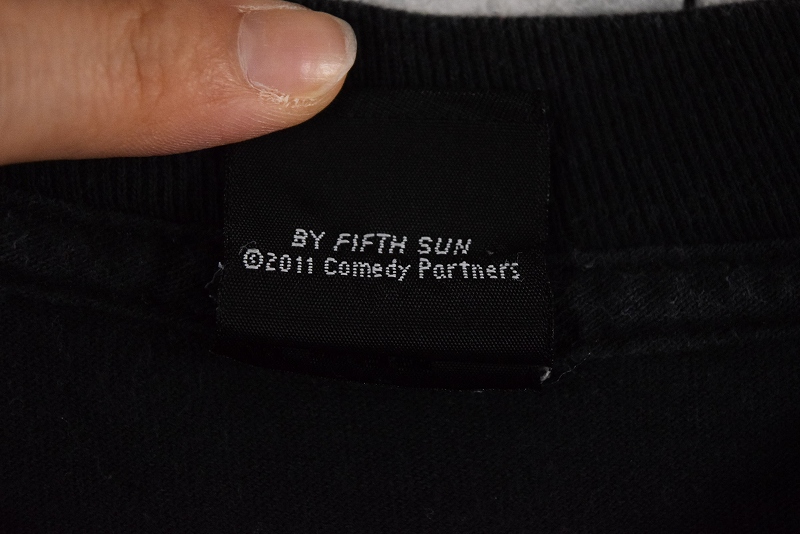 BY FIFTH SUN
©2011 Comedy Partners